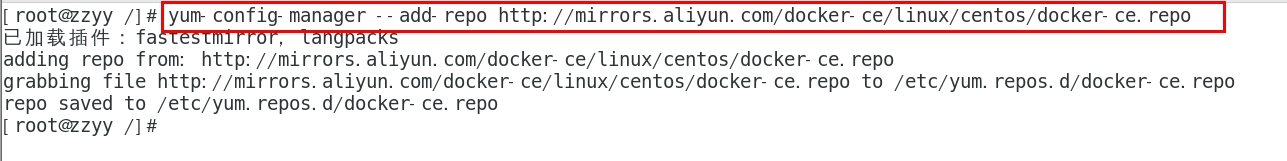 [root@zzyy /]# yum-config-manager --add-repo http://mirrors.aliyun.com/docker-ce/linux/centos/docker-ce.repo
已加载插件：fastestmirror, langpacks
adding repo from: http://mirrors.aliyun.com/docker-ce/linux/centos/docker-ce.repo
grabbing file http://mirrors.aliyun.com/docker-ce/linux/centos/docker-ce.repo to /etc/yum.repos.d/docker-ce.repo
repo saved to /etc/yum.repos.d/docker-ce.repo
[root@zzyy /]#